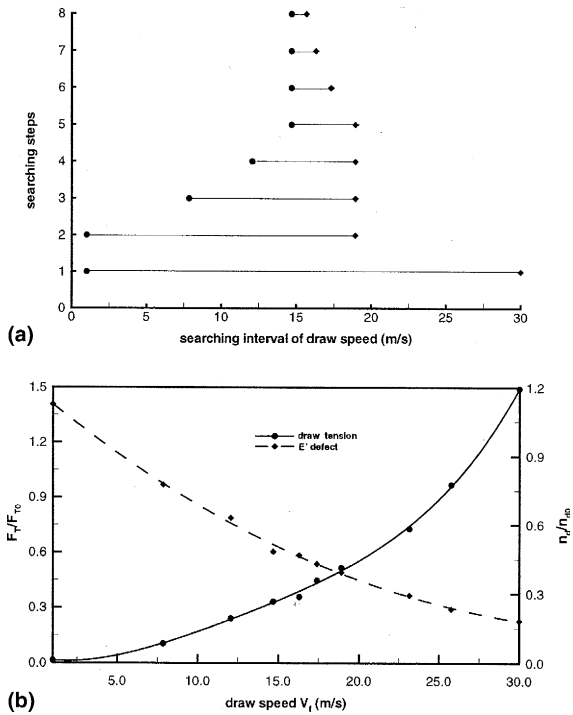 8
7
6
5
4
3
2
1
0
searching steps
0 5 10 15 20 25 30
(a)
searching interval of draw speed (m/s)
1.5
1.2
0.9
0.6
0.3
0.0
F_T/F_T0
draw tension
E' defect
1.2
0.9
0.6
0.3
0.0
n_d/n_d0
5.0 10.0 15.0 20.0 25.0 30.0
(b)
draw speed V_f (m/s)